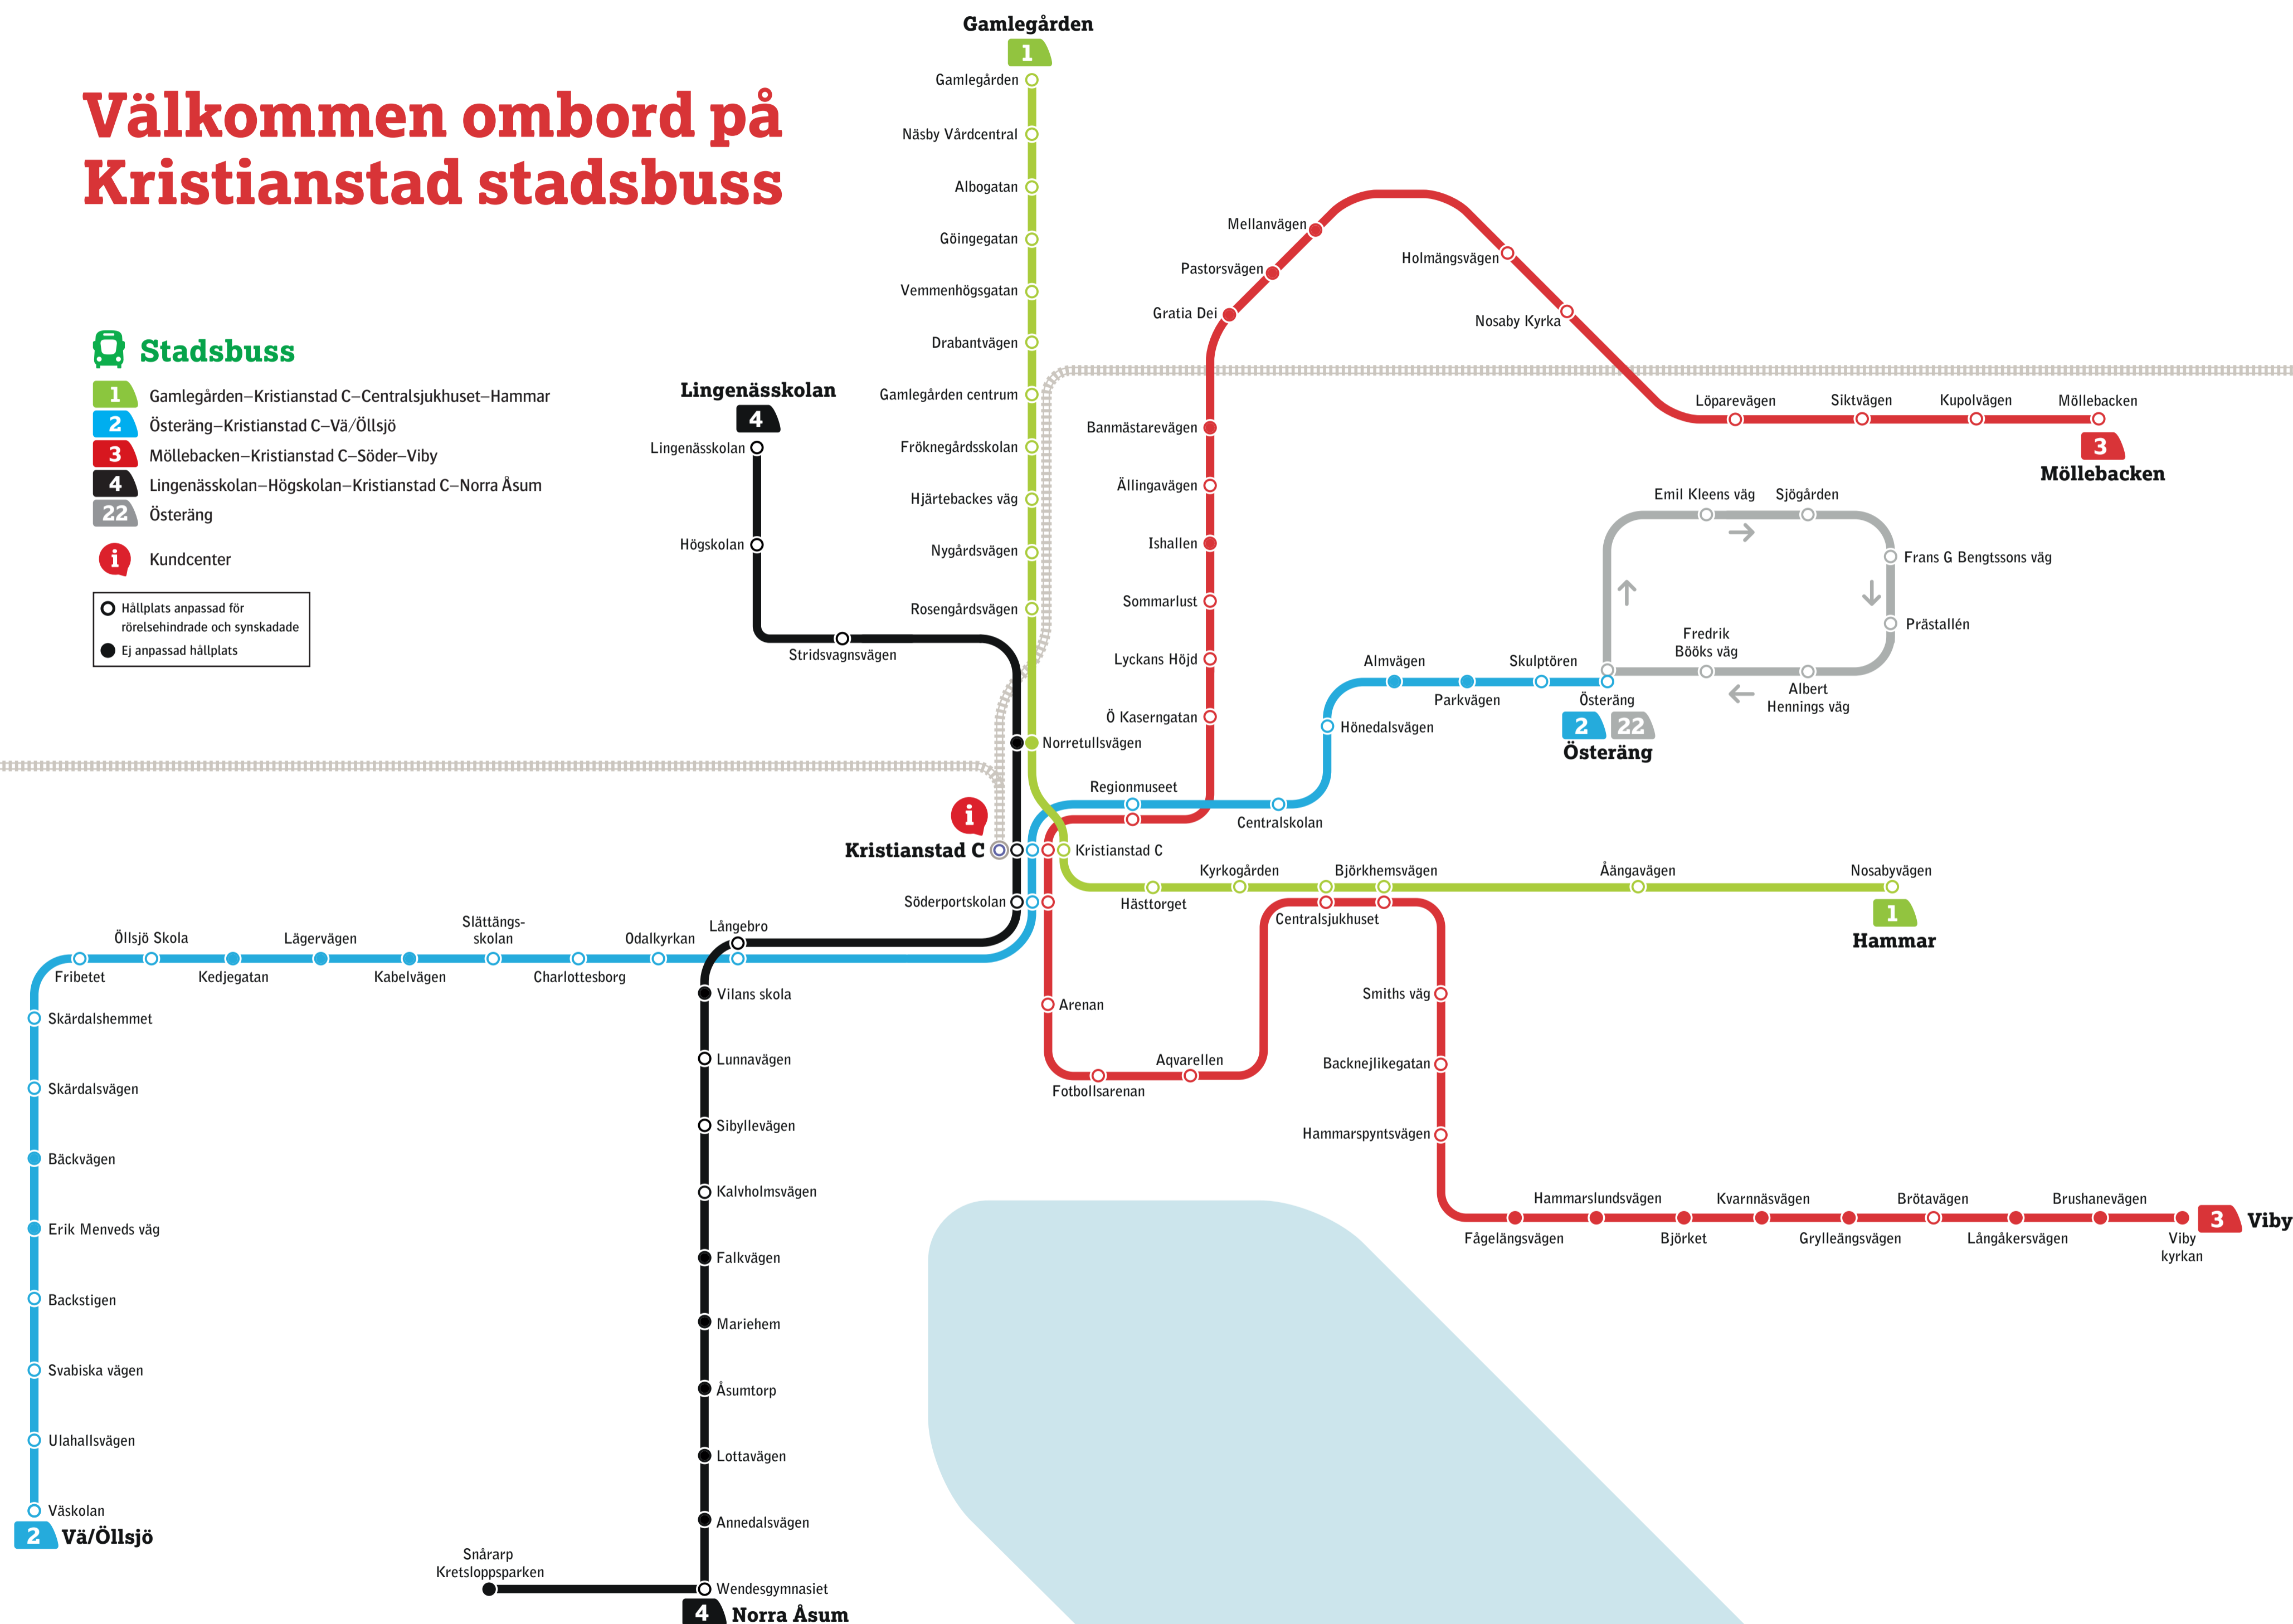 Välkommen ombord på
Kristianstad stadsbuss
Stadsbuss
1 Gamlegården–Kristianstad C–Centralsjukhuset–Hammar
2 Österäng–Kristianstad C–Vä/Öllsjö
3 Möllebacken–Kristianstad C–Söder–Viby
4 Lingenässkolan–Högskolan–Kristianstad C–Norra Åsum
22 Österäng
i Kundcenter
Hållplats anpassad för
rörelsehindrade och synskadade
Ej anpassad hållplats
Gamlegården
1
Gamlegården
Näsby Vårdcentral
Albogatan
Göingegatan
Vemmenhögsgatan
Drabantvägen
Gamlegården centrum
Fröknegårdsskolan
Hjärtebackes väg
Nygårdsvägen
Rosengårdsvägen
Norretullsvägen
Lingenässkolan
4
Lingenässkolan
Högskolan
Stridsvagnsvägen
Mellanvägen
Pastorsvägen
Gratia Dei
Banmästarevägen
Ällingavägen
Ishallen
Sommarlust
Lyckans Höjd
Ö Kaserngatan
Holmängsvägen
Nosaby Kyrka
Löparevägen
Siktvägen
Kupolvägen
Möllebacken
3
Möllebacken
Emil Kleens väg
Sjögården
Frans G Bengtssons väg
Prästallén
Fredrik
Bööks väg
Albert
Hennings väg
Almvägen
Parkvägen
Skulptören
Österäng
2 22
Österäng
Hönedalsvägen
Regionmuseet
Centralskolan
i
Kristianstad C
Kristianstad C
Söderportskolan
Hästtorget
Kyrkogården
Björkhemsvägen
Centralsjukhuset
Åängavägen
Nosabyvägen
1
Hammar
Arenan
Fotbollsarenan
Aqvarellen
Smiths väg
Backnejlikegatan
Hammarspyntsvägen
Fågelängsvägen
Hammarslundsvägen
Björket
Kvarnnäsvägen
Grylleängsvägen
Brötavägen
Långåkersvägen
Brushanevägen
Viby
kyrkan
3 Viby
Långebro
Odalkyrkan
Charlottesborg
Slättängs-
skolan
Kabelvägen
Lägervägen
Kedjegatan
Öllsjö Skola
Fribetet
Skärdalshemmet
Skärdalsvägen
Bäckvägen
Erik Menveds väg
Backstigen
Svabiska vägen
Ulahallsvägen
Väskolan
2 Vä/Öllsjö
Vilans skola
Lunnavägen
Sibyllevägen
Kalvholmsvägen
Falkvägen
Mariehem
Åsumtorp
Lottavägen
Annedalsvägen
Wendesgymnasiet
Snårarp
Kretsloppsparken
4 Norra Åsum